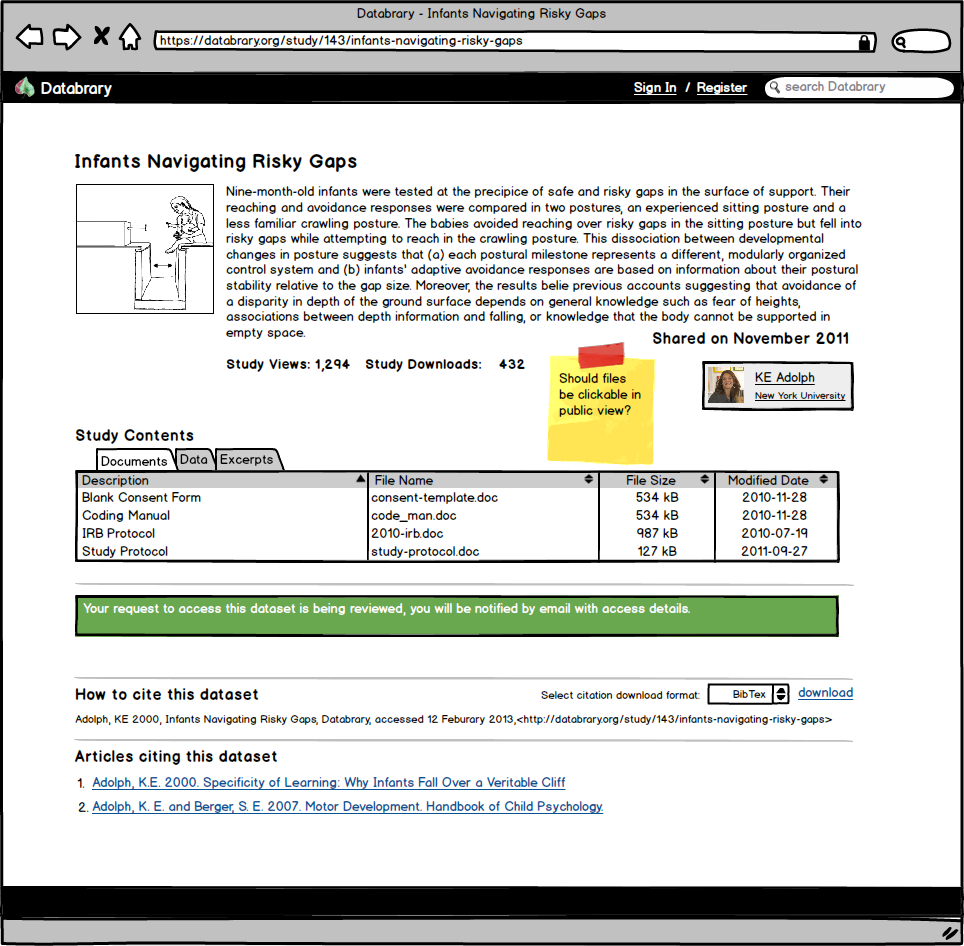 Databrary - Infants Navigating Risky Gaps
https://databrary.org/study/143/infants-navigating-risky-gaps
Databrary
Sign In / Register
search Databrary
Infants Navigating Risky Gaps
Nine-month-old infants were tested at the precipice of safe and risky gaps in the surface of support. Their
reaching and avoidance responses were compared in two postures, an experienced sitting posture and a
less familiar crawling posture. The babies avoided reaching over risky gaps in the sitting posture but fell into
risky gaps while attempting to reach in the crawling posture. This dissociation between developmental
changes in posture suggests that (a) each postural milestone represents a different, modularly organized
control system and (b) infants' adaptive avoidance responses are based on information about their postural
stability relative to the gap size. Moreover, the results belie previous accounts suggesting that avoidance of
a disparity in depth of the ground surface depends on general knowledge such as fear of heights,
associations between depth information and falling, or knowledge that the body cannot be supported in
empty space.
Shared on November 2011
Study Views: 1,294 Study Downloads: 432
Should files
be clickable in
public view?
KE Adolph
New York University
Study Contents
Documents Data Excerpts
Description File Name File Size Modified Date
Blank Consent Form consent-template.doc 534 kB 2010-11-28
Coding Manual code_man.doc 534 kB 2010-11-28
IRB Protocol 2010-irb.doc 987 kB 2010-07-19
Study Protocol study-protocol.doc 127 kB 2011-09-27
Your request to access this dataset is being reviewed, you will be notified by email with access details.
How to cite this dataset
Select citation download format: BibTex download
Adolph, KE 2000, Infants Navigating Risky Gaps, Databrary, accessed 12 Feburary 2013,<http://databrary.org/study/143/infants-navigating-risky-gaps>
Articles citing this dataset
1. Adolph, K.E. 2000. Specificity of Learning: Why Infants Fall Over a Veritable Cliff
2. Adolph, K. E. and Berger, S. E. 2007. Motor Development. Handbook of Child Psychology.